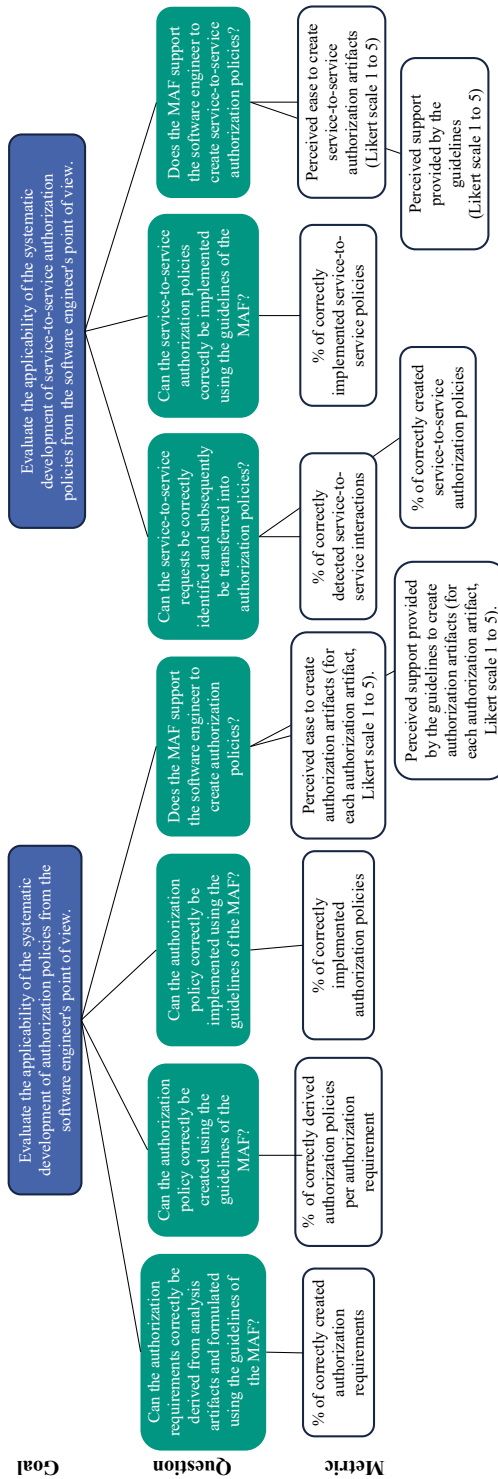 Goal
Evaluate the applicability of the systematic
development of authorization policies from the
software engineer's point of view.
Evaluate the applicability of the systematic
development of service-to-service authorization
policies from the software engineer's point of view.
Question
Can the authorization
requirements correctly be
derived from analysis
artifacts and formulated
using the guidelines of
the MAF?
Can the authorization
policy correctly be
created using the
guidelines of the
MAF?
Can the authorization
policy correctly be
implemented using the
guidelines of the MAF?
Does the MAF support
the software engineer to
create authorization
policies?
Can the service-to-service
requests be correctly
identified and subsequently
be transferred into
authorization policies?
Can the service-to-service
authorization policies
correctly be implemented
using the guidelines of the
MAF?
Does the MAF support
the software engineer to
create service-to-service
authorization policies?
Metric
% of correctly created
authorization
requirements
% of correctly derived
authorization policies
per authorization
requirement
% of correctly
implemented
authorization policies
Perceived ease to create
authorization artifacts (for
each authorization artifact,
Likert scale 1 to 5).
Perceived support provided
by the guidelines to create
authorization artifacts (for
each authorization artifact,
Likert scale 1 to 5).
% of correctly
detected service-to-
service interactions
% of correctly created
service-to-service
authorization policies
% of correctly
implemented service-to-
service policies
Perceived ease to create
service-to-service
authorization artifacts
(Likert scale 1 to 5)
Perceived support
provided by the
guidelines
(Likert scale 1 to 5)